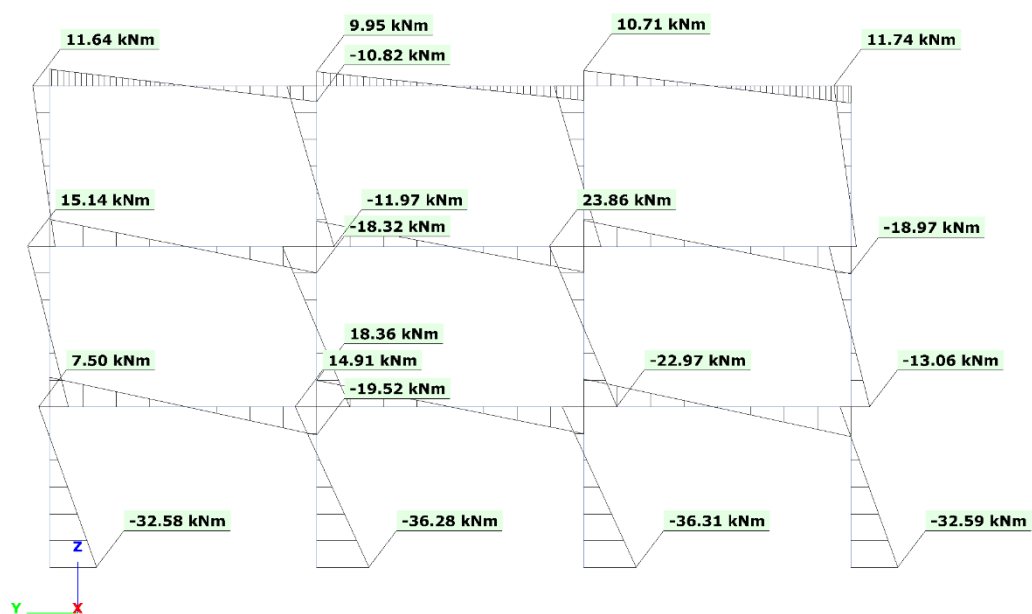 11.64 kNm
9.95 kNm
10.71 kNm
11.74 kNm
-10.82 kNm
15.14 kNm
-11.97 kNm
23.86 kNm
-18.32 kNm
-18.97 kNm
18.36 kNm
7.50 kNm
14.91 kNm
-22.97 kNm
-13.06 kNm
-19.52 kNm
-32.58 kNm
-36.28 kNm
-36.31 kNm
-32.59 kNm
Z
Y
X